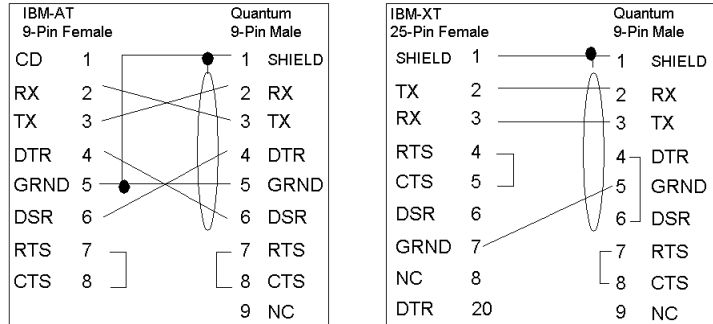 IBM-AT Quantum
9-Pin Female 9-Pin Male
CD 1 1 SHIELD
RX 2 2 RX
TX 3 3 TX
DTR 4 4 DTR
GRND 5 5 GRND
DSR 6 6 DSR
RTS 7 7 RTS
CTS 8 8 CTS
9 NC
IBM-XT Quantum
25-Pin Female 9-Pin Male
SHIELD 1 1 SHIELD
TX 2 2 RX
RX 3 3 TX
RTS 4 4 DTR
CTS 5 5 GRND
DSR 6 6 DSR
GRND 7 7 RTS
NC 8 8 CTS
DTR 20 9 NC